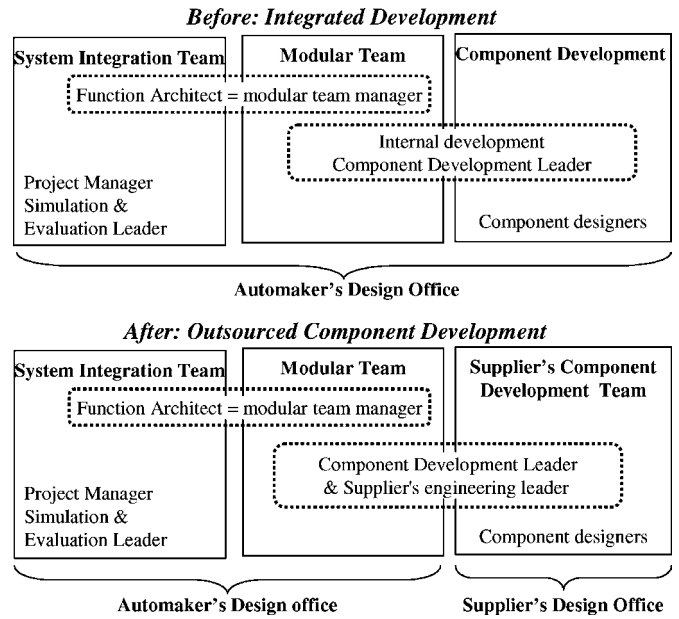 Before: Integrated Development
System Integration Team
Modular Team
Component Development
Function Architect = modular team manager
Internal development
Component Development Leader
Project Manager
Simulation &
Evaluation Leader
Component designers
Automaker's Design Office
After: Outsourced Component Development
System Integration Team
Modular Team
Supplier's Component
Development Team
Function Architect = modular team manager
Component Development Leader
& Supplier's engineering leader
Project Manager
Simulation &
Evaluation Leader
Component designers
Automaker's Design office
Supplier's Design Office